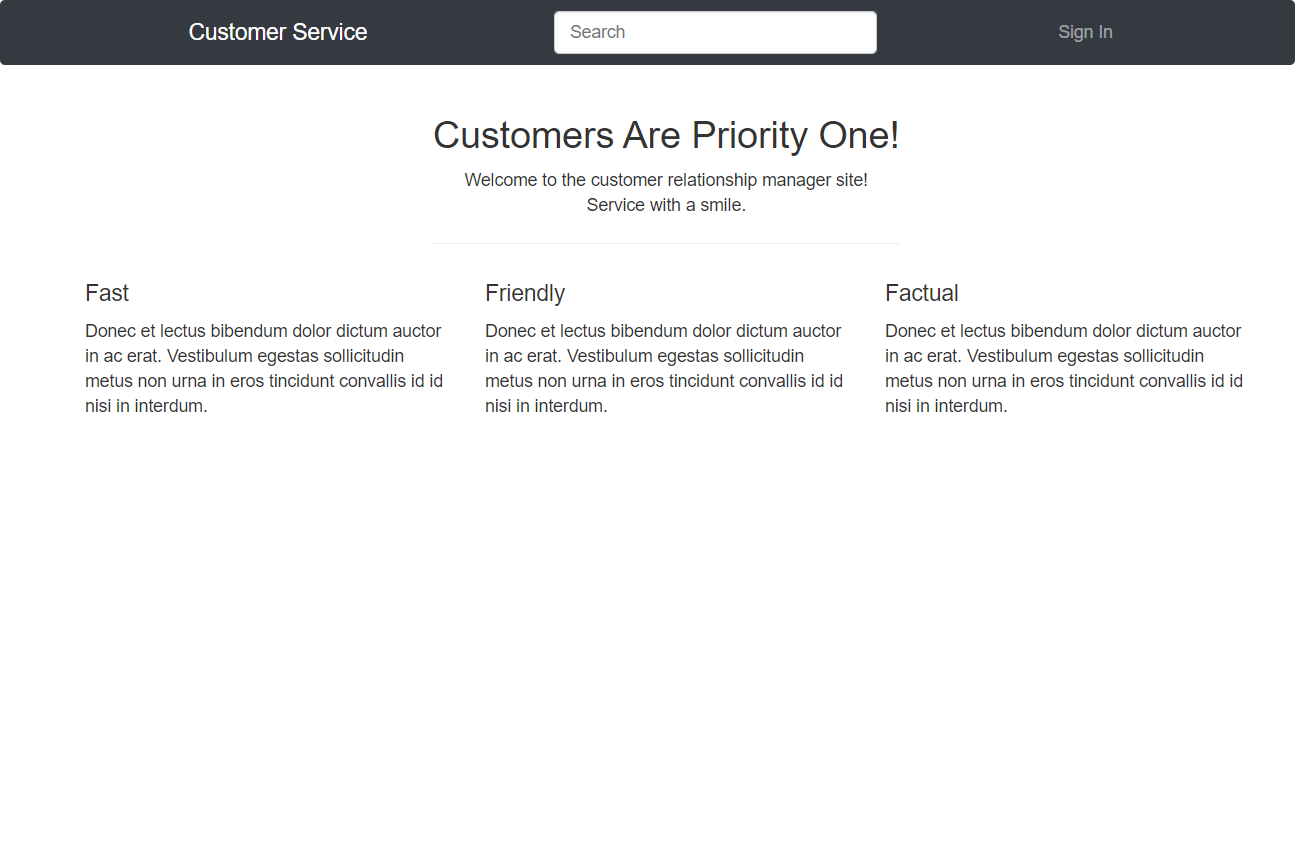 Customer Service
Search
Sign In
Customers Are Priority One!
Welcome to the customer relationship manager site!
Service with a smile.
Fast
Donec et lectus bibendum dolor dictum auctor
in ac erat. Vestibulum egestas sollicitudin
metus non urna in eros tincidunt convallis id id
nisi in interdum.
Friendly
Donec et lectus bibendum dolor dictum auctor
in ac erat. Vestibulum egestas sollicitudin
metus non urna in eros tincidunt convallis id id
nisi in interdum.
Factual
Donec et lectus bibendum dolor dictum auctor
in ac erat. Vestibulum egestas sollicitudin
metus non urna in eros tincidunt convallis id id
nisi in interdum.